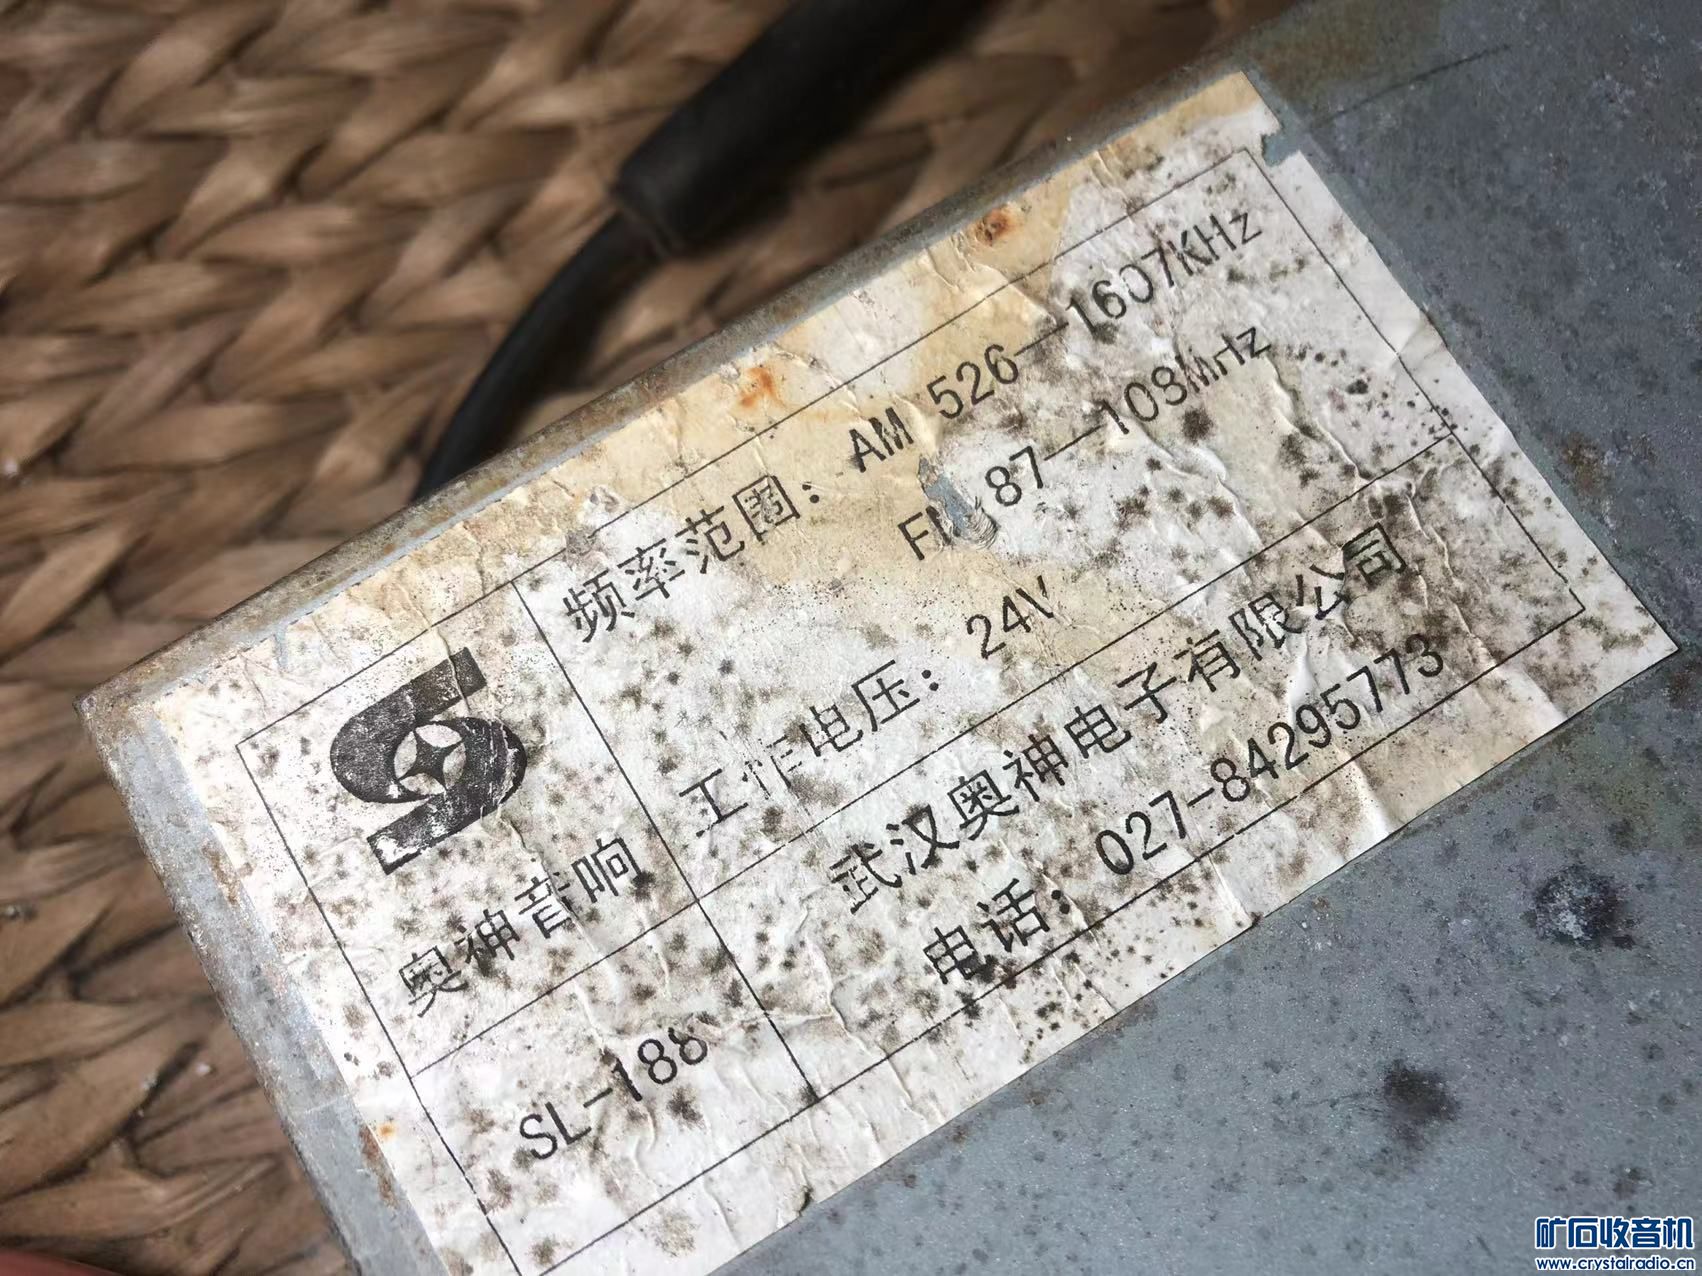 频率范围：AM 526—1607KHz
FM 87—108MHz
工作电压：24V
奥神音响
武汉奥神电子有限公司
电话：027-84295773
SL-188
矿石收音机
www.crystalradio.cn